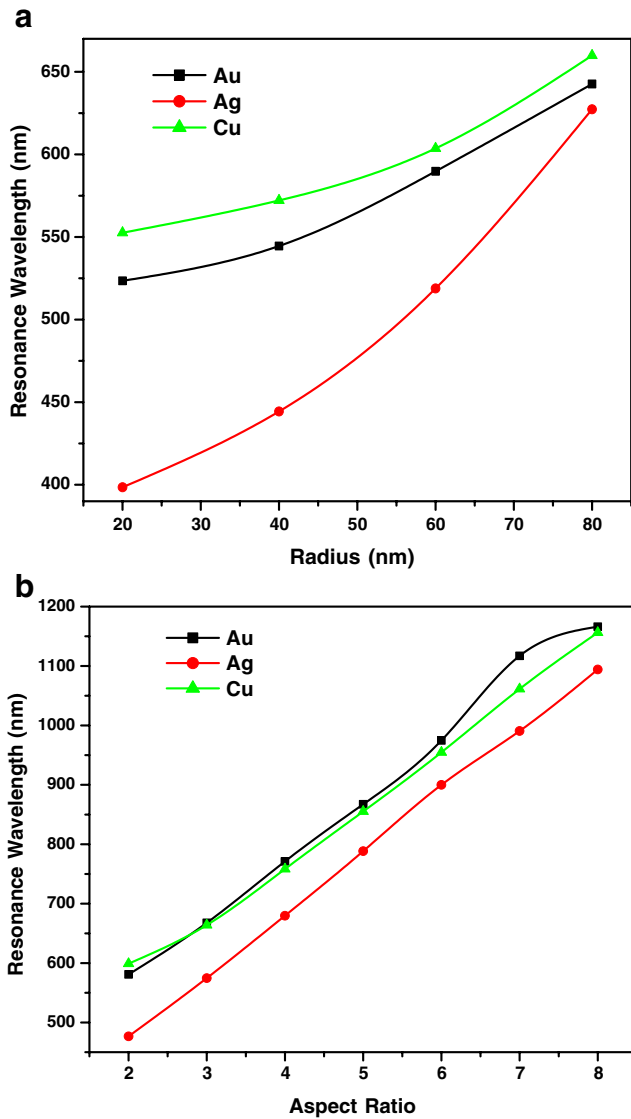 a
Resonance Wavelength (nm)
650
600
550
500
450
400
Au
Ag
Cu
20 30 40 50 60 70 80
Radius (nm)
b
Resonance Wavelength (nm)
1200
1100
1000
900
800
700
600
500
Au
Ag
Cu
2 3 4 5 6 7 8
Aspect Ratio